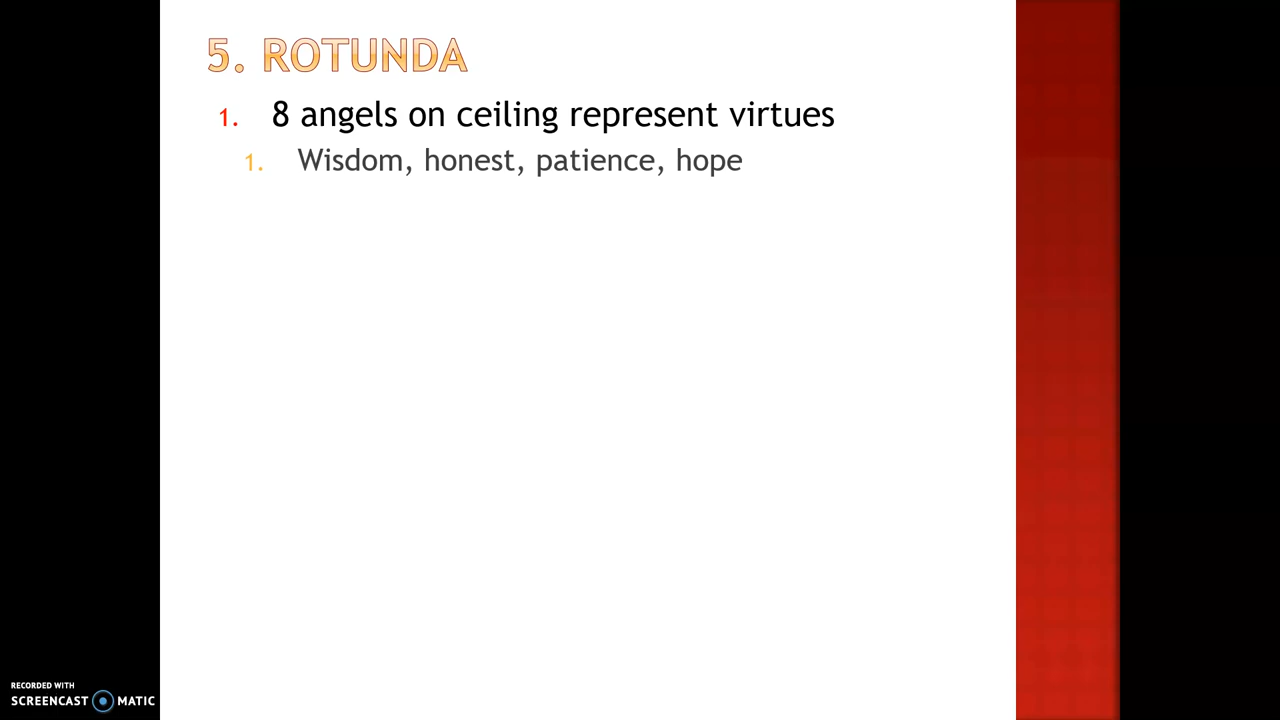 5. ROTUNDA
1. 8 angels on ceiling represent virtues
1. Wisdom, honest, patience, hope
RECORDED WITH
SCREENCAST MATIC